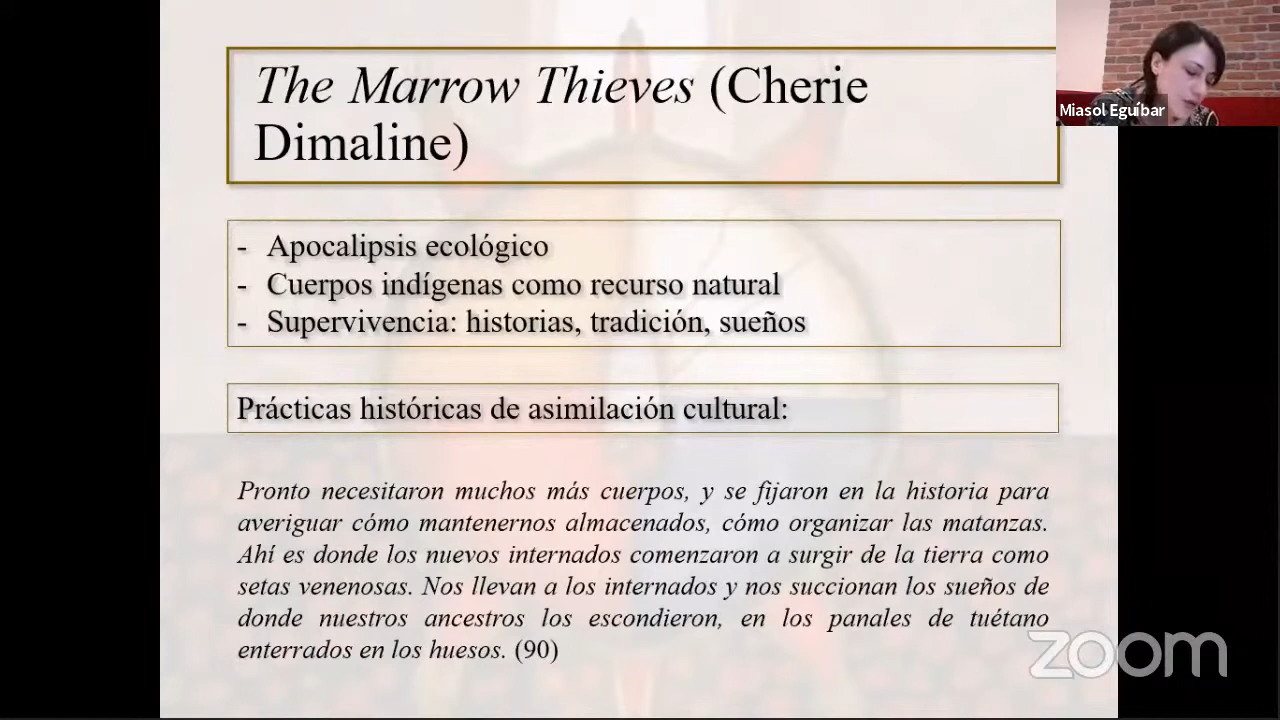 The Marrow Thieves (Cherie
Dimaline)
Miasol Eguíbar
- Apocalipsis ecológico
- Cuerpos indígenas como recurso natural
- Supervivencia: historias, tradición, sueños
Prácticas históricas de asimilación cultural:
Pronto necesitaron muchos más cuerpos, y se fijaron en la historia para
averiguar cómo mantenernos almacenados, cómo organizar las matanzas.
Ahí es donde los nuevos internados comenzaron a surgir de la tierra como
setas venenosas. Nos llevan a los internados y nos succionan los sueños de
donde nuestros ancestros los escondieron, en los panales de tuétano
enterrados en los huesos. (90)
zoom